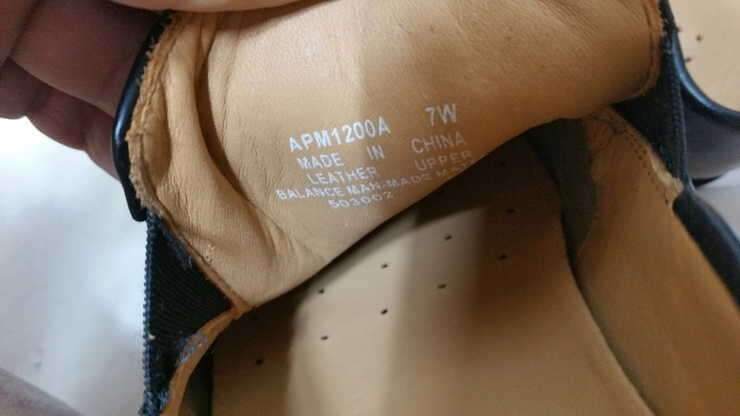 APM1200A 7W
MADE IN CHINA
LEATHER UPPER
BALANCE MAN-MADE
503002